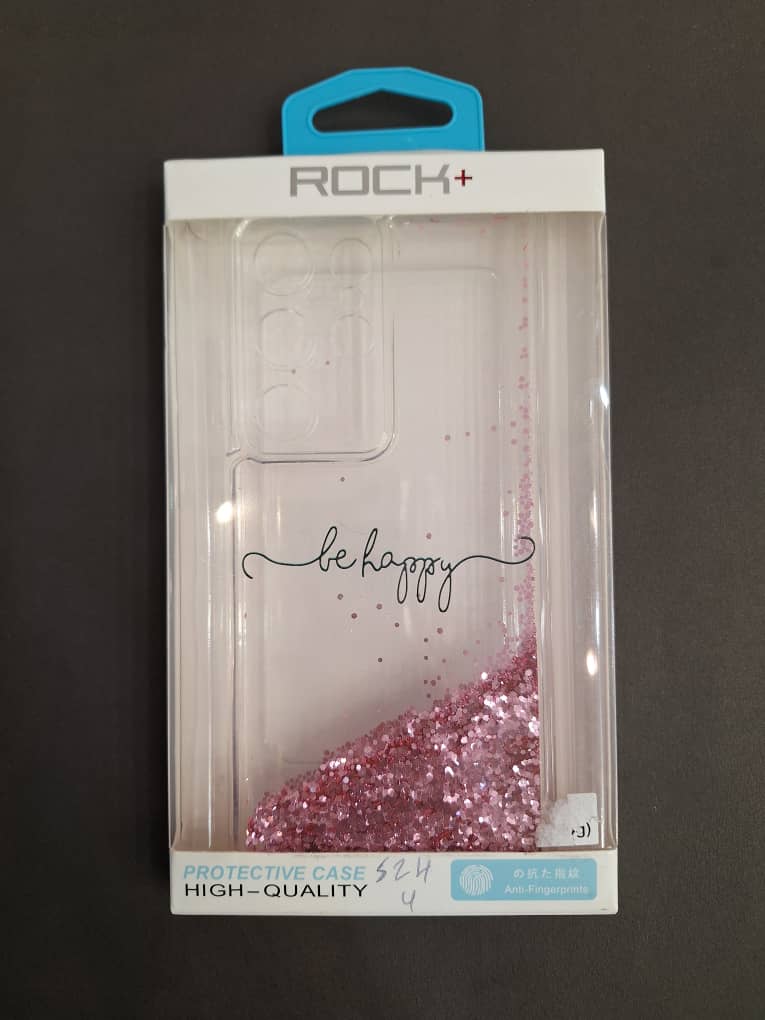 ROCK+
be happy
PROTECTIVE CASE
HIGH-QUALITY
S24
u
の抗た指紋
Anti-Fingerprints